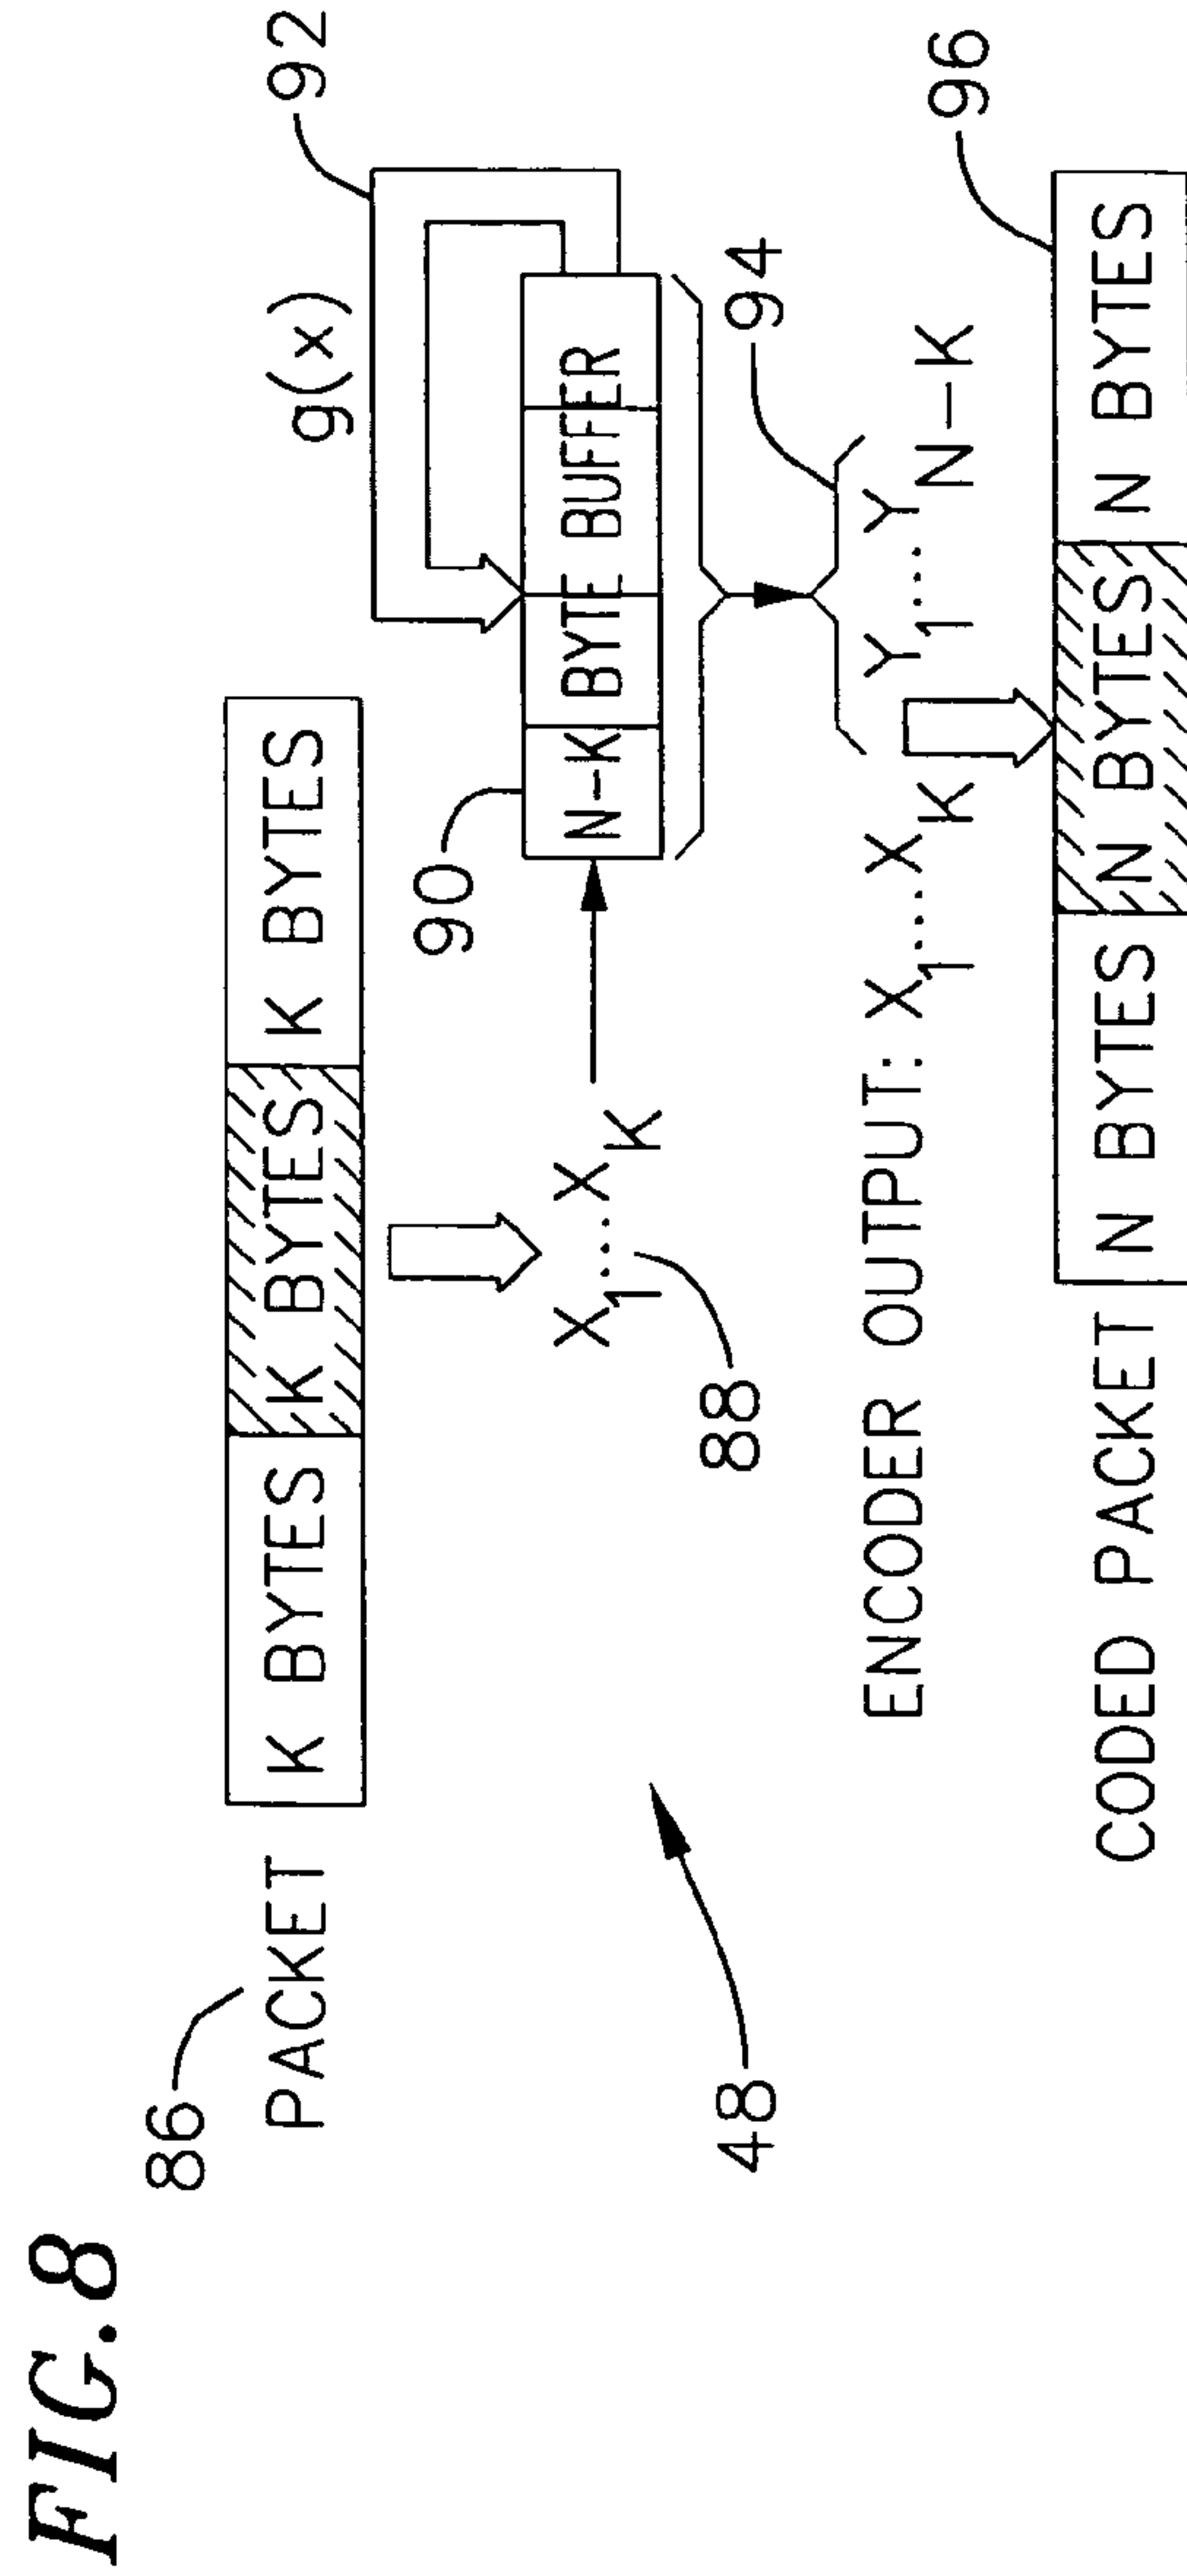 FIG.8
86
PACKET K BYTES K BYTES K BYTES
92
g(x)
90
X1....XK
N-K BYTE BUFFER
88
94
48
ENCODER OUTPUT: X1....XK Y1....YN-K
96
CODED PACKET N BYTES N BYTES N BYTES